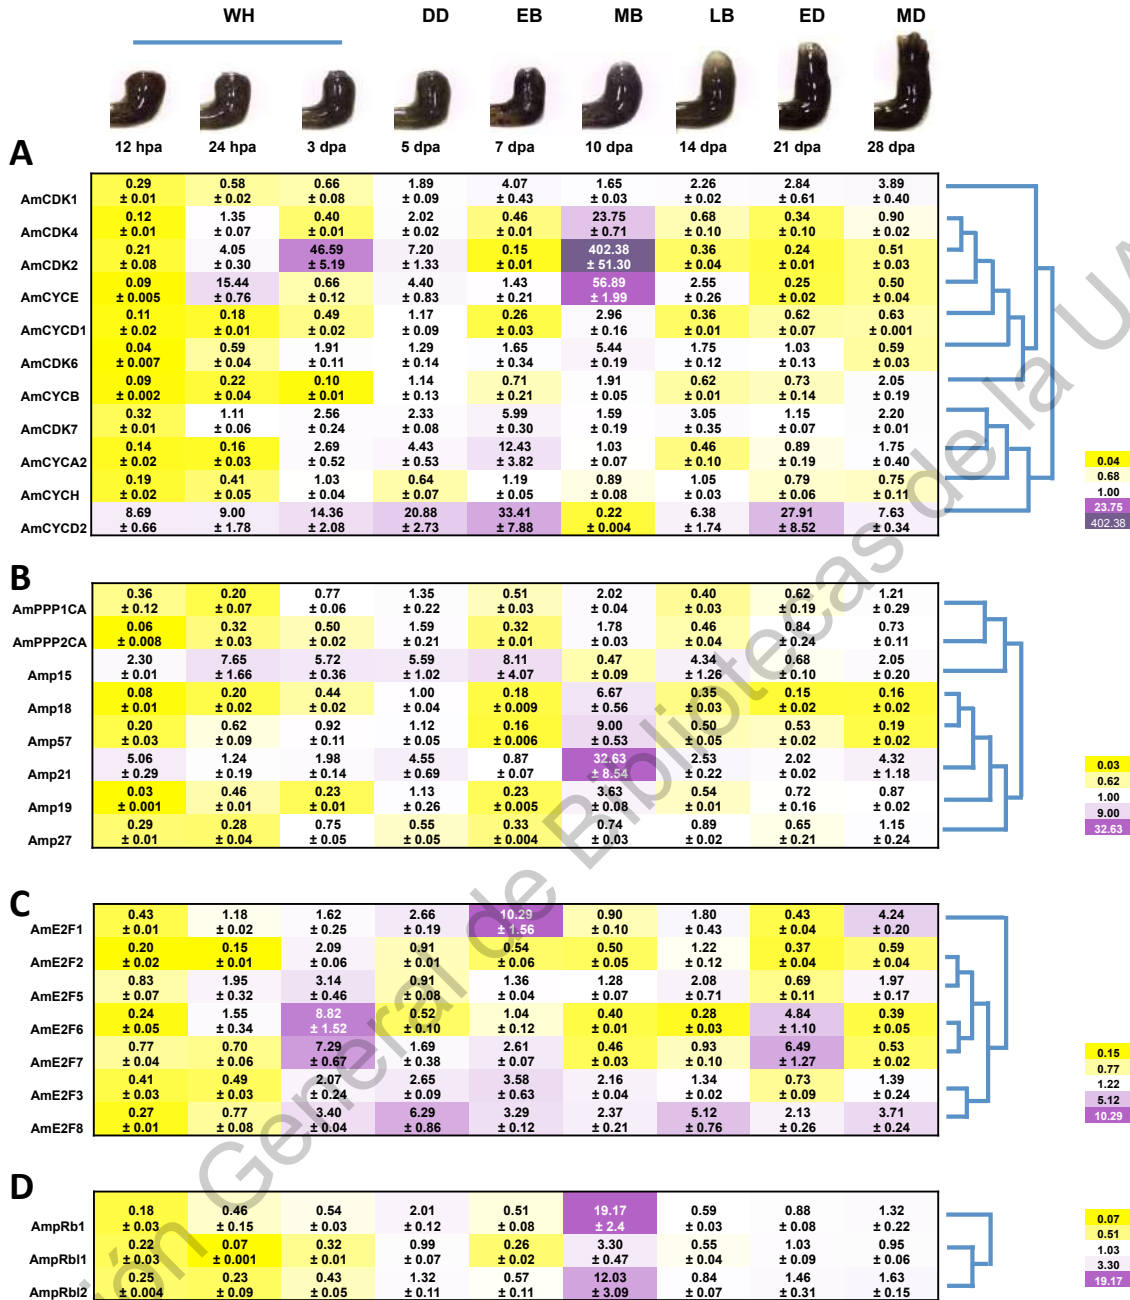 WH DD EB MB LB ED MD
12 hpa 24 hpa 3 dpa 5 dpa 7 dpa 10 dpa 14 dpa 21 dpa 28 dpa
A
AmCDK1 0.29 0.58 0.66 1.89 4.07 1.65 2.26 2.84 3.89
± 0.01 ± 0.02 ± 0.08 ± 0.09 ± 0.43 ± 0.03 ± 0.02 ± 0.61 ± 0.40
AmCDK4 0.12 1.35 0.40 2.02 0.46 23.75 0.68 0.34 0.90
± 0.01 ± 0.07 ± 0.01 ± 0.02 ± 0.01 ± 0.71 ± 0.10 ± 0.10 ± 0.02
AmCDK2 0.21 4.05 46.59 7.20 0.15 402.38 0.36 0.24 0.51
± 0.08 ± 0.30 ± 5.19 ± 1.33 ± 0.01 ± 51.30 ± 0.04 ± 0.01 ± 0.03
AmCYCE 0.09 15.44 0.66 4.40 1.43 56.89 2.55 0.25 0.50
± 0.005 ± 0.76 ± 0.12 ± 0.83 ± 0.21 ± 1.99 ± 0.26 ± 0.02 ± 0.04
AmCYCD1 0.11 0.18 0.49 1.17 0.26 2.96 0.36 0.62 0.63
± 0.02 ± 0.01 ± 0.02 ± 0.09 ± 0.03 ± 0.16 ± 0.01 ± 0.07 ± 0.001
AmCDK6 0.04 0.59 1.91 1.29 1.65 5.44 1.75 1.03 0.59
± 0.007 ± 0.04 ± 0.11 ± 0.14 ± 0.34 ± 0.19 ± 0.12 ± 0.13 ± 0.03
AmCYCB 0.09 0.22 0.10 1.14 0.71 1.91 0.62 0.73 2.05
± 0.002 ± 0.04 ± 0.01 ± 0.13 ± 0.21 ± 0.05 ± 0.01 ± 0.14 ± 0.19
AmCDK7 0.32 1.11 2.56 2.33 5.99 1.59 3.05 1.15 2.20
± 0.01 ± 0.06 ± 0.24 ± 0.08 ± 0.30 ± 0.19 ± 0.35 ± 0.07 ± 0.01
AmCYCA2 0.14 0.16 2.69 4.43 12.43 1.03 0.46 0.89 1.75
± 0.02 ± 0.03 ± 0.52 ± 0.53 ± 3.82 ± 0.07 ± 0.10 ± 0.19 ± 0.40
AmCYCH 0.19 0.41 1.03 0.64 1.19 0.89 1.05 0.79 0.75
± 0.02 ± 0.05 ± 0.04 ± 0.07 ± 0.05 ± 0.08 ± 0.03 ± 0.06 ± 0.11
AmCYCD2 8.69 9.00 14.36 20.88 33.41 0.22 6.38 27.91 7.63
± 0.66 ± 1.78 ± 2.08 ± 2.73 ± 7.88 ± 0.004 ± 1.74 ± 8.52 ± 0.34
0.04
0.68
1.00
23.75
402.38
B
AmPPP1CA 0.36 0.20 0.77 1.35 0.51 2.02 0.40 0.62 1.21
± 0.12 ± 0.07 ± 0.06 ± 0.22 ± 0.03 ± 0.04 ± 0.03 ± 0.19 ± 0.29
AmPPP2CA 0.06 0.32 0.50 1.59 0.32 1.78 0.46 0.84 0.73
± 0.008 ± 0.03 ± 0.02 ± 0.21 ± 0.01 ± 0.03 ± 0.04 ± 0.24 ± 0.11
Amp15 2.30 7.65 5.72 5.59 8.11 0.47 4.34 0.68 2.05
± 0.01 ± 1.66 ± 0.36 ± 1.02 ± 4.07 ± 0.09 ± 1.26 ± 0.10 ± 0.20
Amp18 0.08 0.20 0.44 1.00 0.18 6.67 0.35 0.15 0.16
± 0.01 ± 0.02 ± 0.02 ± 0.04 ± 0.009 ± 0.56 ± 0.03 ± 0.02 ± 0.02
Amp57 0.20 0.62 0.92 1.12 0.16 9.00 0.50 0.53 0.19
± 0.03 ± 0.09 ± 0.11 ± 0.05 ± 0.006 ± 0.53 ± 0.05 ± 0.02 ± 0.02
Amp21 5.06 1.24 1.98 4.55 0.87 32.63 2.53 2.02 4.32
± 0.29 ± 0.19 ± 0.14 ± 0.69 ± 0.07 ± 8.54 ± 0.22 ± 0.02 ± 1.18
Amp19 0.03 0.46 0.23 1.13 0.23 3.63 0.54 0.72 0.87
± 0.001 ± 0.01 ± 0.01 ± 0.26 ± 0.005 ± 0.08 ± 0.01 ± 0.16 ± 0.02
Amp27 0.29 0.28 0.75 0.55 0.33 0.74 0.89 0.65 1.15
± 0.01 ± 0.04 ± 0.05 ± 0.05 ± 0.004 ± 0.03 ± 0.02 ± 0.21 ± 0.24
0.03
0.62
1.00
9.00
32.63
C
AmE2F1 0.43 1.18 1.62 2.66 10.29 0.90 1.80 0.43 4.24
± 0.01 ± 0.02 ± 0.25 ± 0.19 ± 1.56 ± 0.10 ± 0.43 ± 0.04 ± 0.20
AmE2F2 0.20 0.15 2.09 0.91 0.54 0.50 1.22 0.37 0.59
± 0.02 ± 0.01 ± 0.06 ± 0.01 ± 0.06 ± 0.05 ± 0.12 ± 0.04 ± 0.04
AmE2F5 0.83 1.95 3.14 0.91 1.36 1.28 2.08 0.69 1.97
± 0.07 ± 0.32 ± 0.46 ± 0.08 ± 0.04 ± 0.07 ± 0.71 ± 0.11 ± 0.17
AmE2F6 0.24 1.55 8.82 0.52 1.04 0.40 0.28 4.84 0.39
± 0.05 ± 0.34 ± 1.52 ± 0.10 ± 0.12 ± 0.01 ± 0.03 ± 1.10 ± 0.05
AmE2F7 0.77 0.70 7.29 1.69 2.61 0.46 0.93 6.49 0.53
± 0.04 ± 0.06 ± 0.67 ± 0.38 ± 0.07 ± 0.03 ± 0.10 ± 1.27 ± 0.02
AmE2F3 0.41 0.49 2.07 2.65 3.58 2.16 1.34 0.73 1.39
± 0.03 ± 0.03 ± 0.24 ± 0.09 ± 0.63 ± 0.04 ± 0.02 ± 0.09 ± 0.24
AmE2F8 0.27 0.77 3.40 6.29 3.29 2.37 5.12 2.13 3.71
± 0.01 ± 0.08 ± 0.04 ± 0.86 ± 0.12 ± 0.21 ± 0.76 ± 0.26 ± 0.24
0.15
0.77
1.22
5.12
10.29
D
AmpRb1 0.18 0.46 0.54 2.01 0.51 19.17 0.59 0.88 1.32
± 0.03 ± 0.15 ± 0.03 ± 0.12 ± 0.08 ± 2.4 ± 0.03 ± 0.08 ± 0.22
AmpRbl1 0.22 0.07 0.32 0.99 0.26 3.30 0.55 1.03 0.95
± 0.03 ± 0.001 ± 0.01 ± 0.07 ± 0.02 ± 0.47 ± 0.04 ± 0.09 ± 0.06
AmpRbl2 0.25 0.23 0.43 1.32 0.57 12.03 0.84 1.46 1.63
± 0.004 ± 0.09 ± 0.05 ± 0.11 ± 0.11 ± 3.09 ± 0.07 ± 0.31 ± 0.15
0.07
0.51
1.03
3.30
19.17
General de Bibliotecas de la